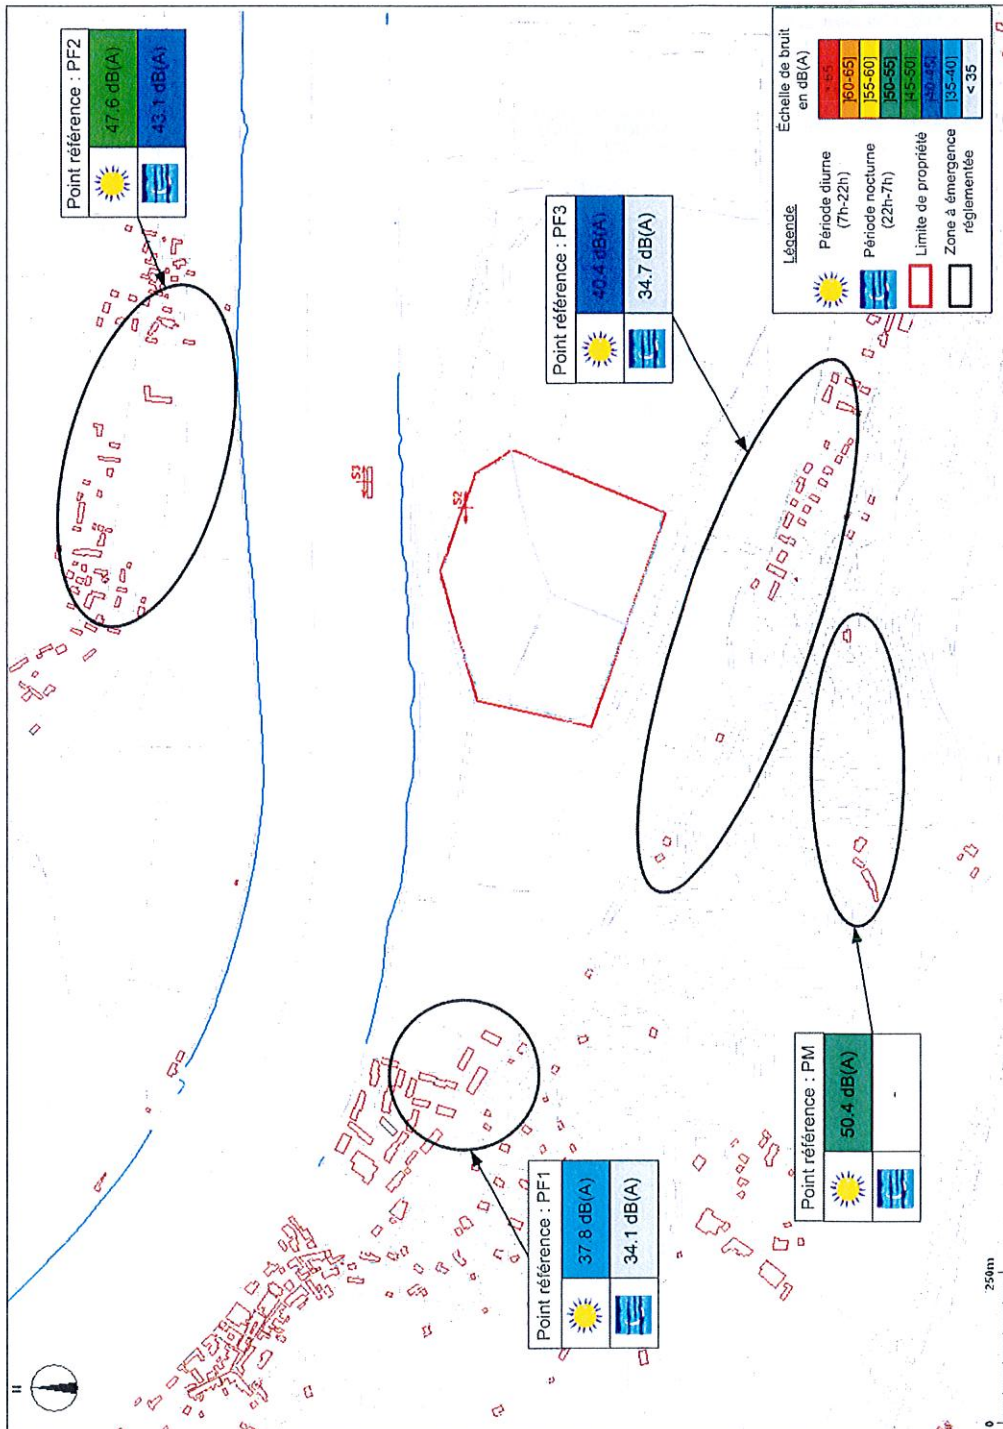 Point référence : PF2
47.6 dB(A)
43.1 dB(A)
Point référence : PF3
40.4 dB(A)
34.7 dB(A)
Point référence : PF1
37.8 dB(A)
34.1 dB(A)
Point référence : PM
50.4 dB(A)
-
S3
S2
Légende
Période diurne
(7h-22h)
Période nocturne
(22h-7h)
Limite de propriété
Zone à émergence
réglementée
Échelle de bruit
en dB(A)
> 65
]60-65]
]55-60]
]50-55]
]45-50]
]40-45]
]35-40]
< 35
0
250m